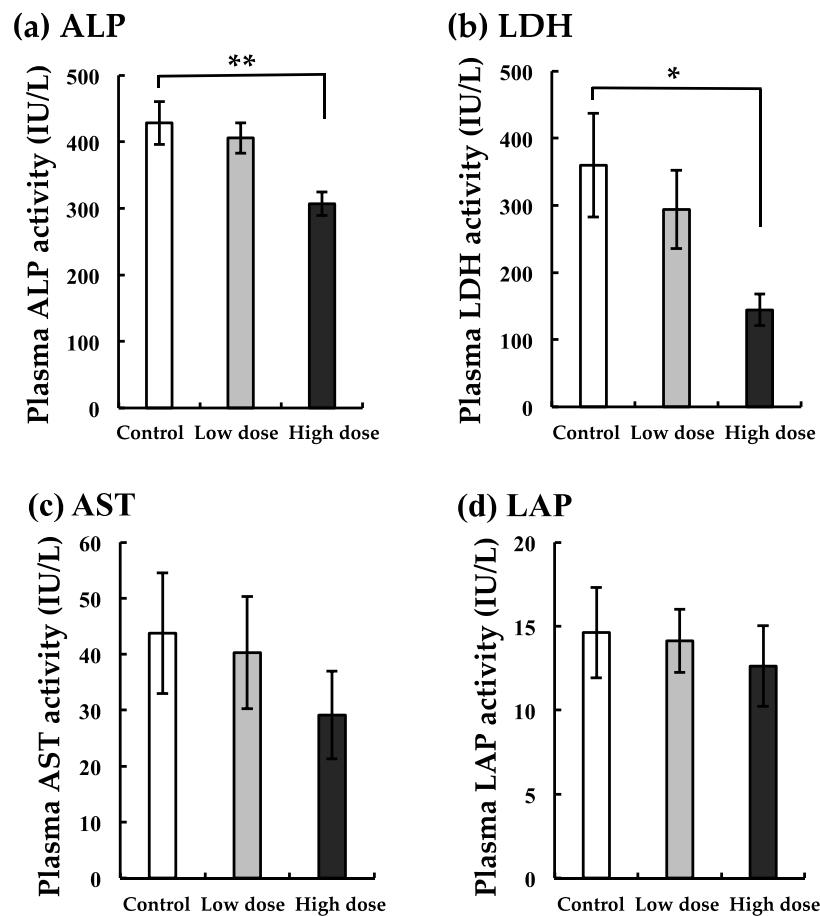 (a) ALP
Plasma ALP activity (IU/L)
500
400
300
200
100
0
**
Control Low dose High dose
(b) LDH
Plasma LDH activity (IU/L)
500
400
300
200
100
0
*
Control Low dose High dose
(c) AST
Plasma AST activity (IU/L)
60
50
40
30
20
10
0
Control Low dose High dose
(d) LAP
Plasma LAP activity (IU/L)
20
15
10
5
0
Control Low dose High dose